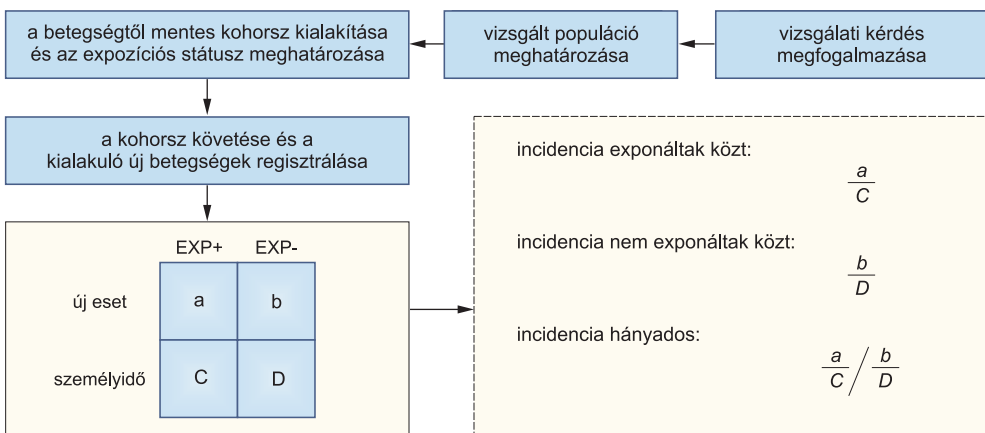 a betegségtől mentes kohorsz kialakítása
és az expozíciós státusz meghatározása
vizsgált populáció
meghatározása
vizsgálati kérdés
megfogalmazása
a kohorsz követése és a
kialakuló új betegségek regisztrálása
EXP+ EXP-
új eset a b
személyidő C D
incidencia exponáltak közt:
a
C
incidencia nem exponáltak közt:
b
D
incidencia hányados:
a / b
C D